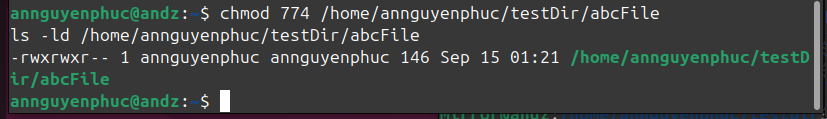 annguyenphuc@andz:~$ chmod 774 /home/annguyenphuc/testDir/abcFile
ls -ld /home/annguyenphuc/testDir/abcFile
-rwxrwxr-- 1 annguyenphuc annguyenphuc 146 Sep 15 01:21 /home/annguyenphuc/testD
ir/abcFile
annguyenphuc@andz:~$